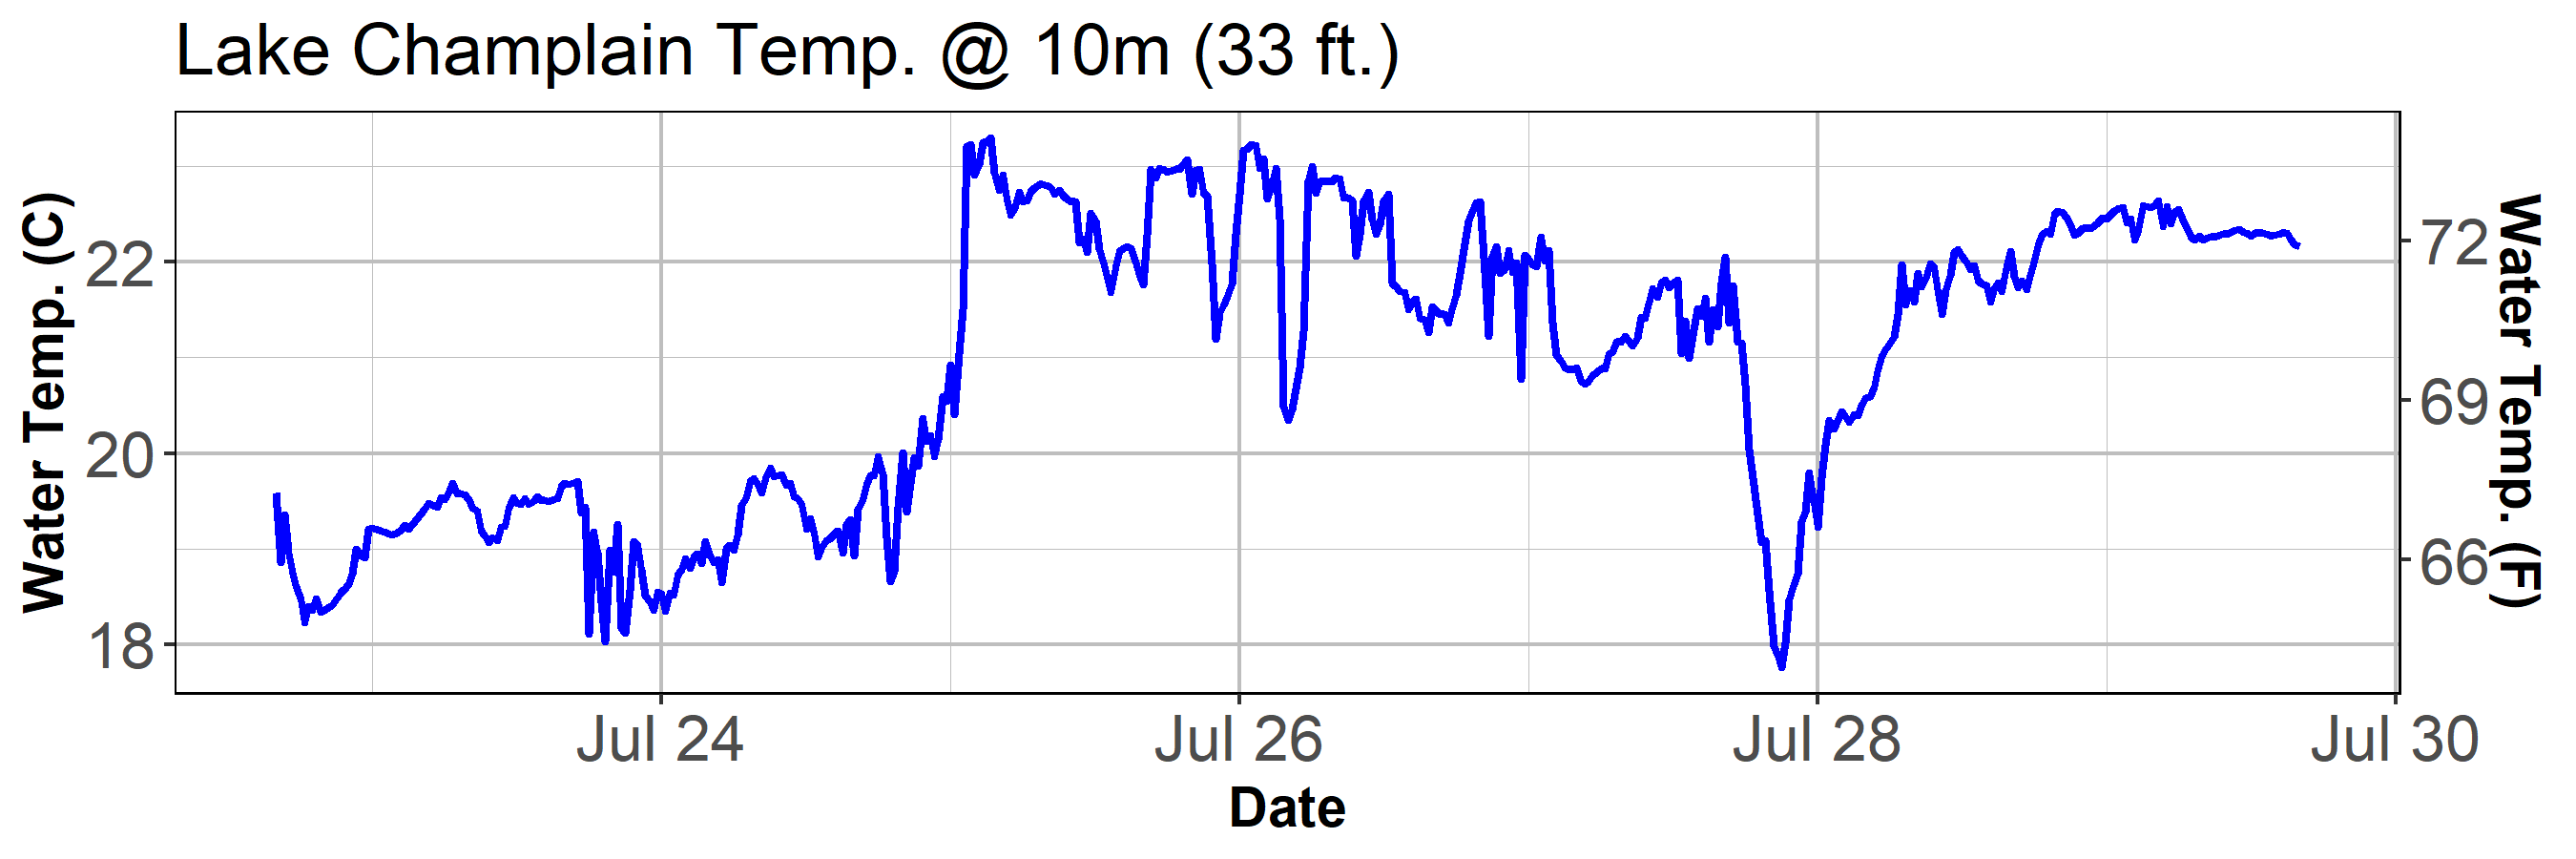 Lake Champlain Temp. @ 10m (33 ft.)
Water Temp. (C)
22
20
18
72
69
66
Water Temp. (F)
Jul 24
Jul 26
Jul 28
Jul 30
Date